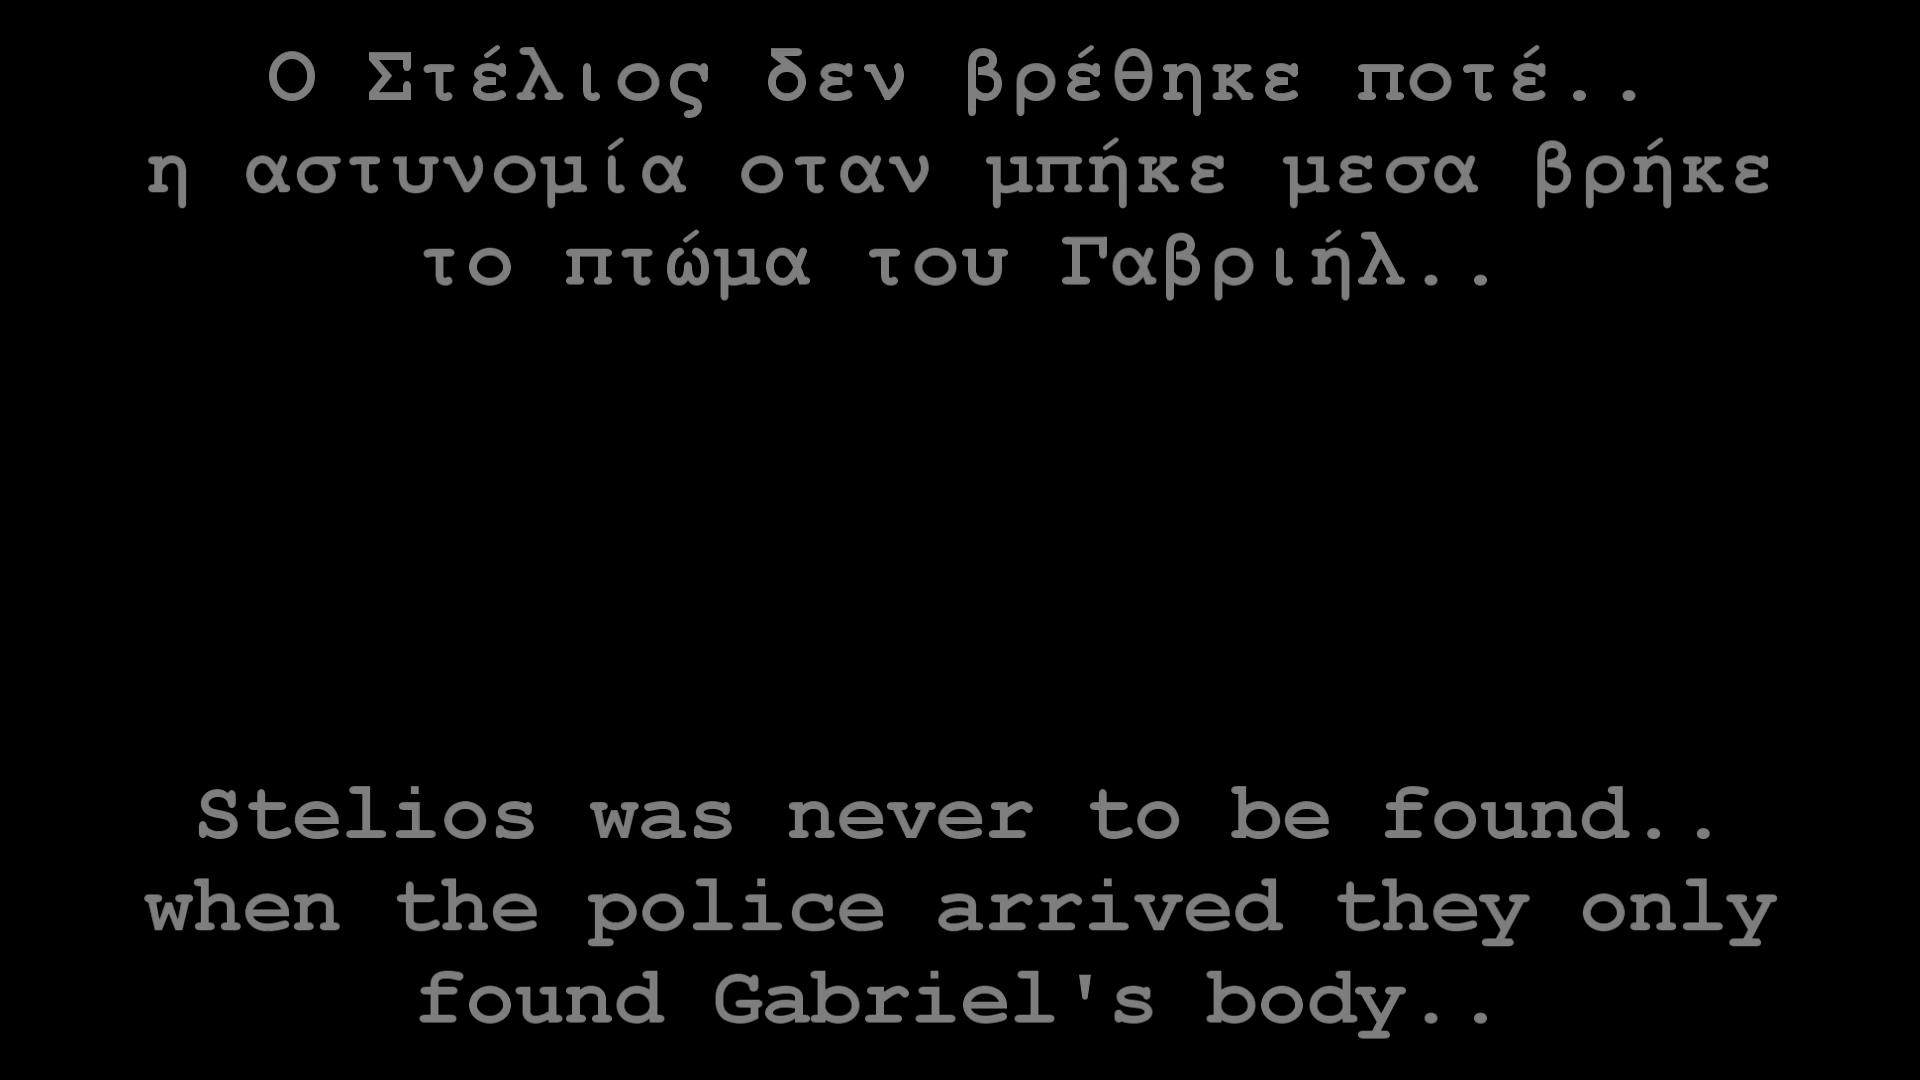 Ο Στέλιος δεν βρέθηκε ποτέ..
η αστυνομία οταν μπήκε μεσα βρήκε
το πτώμα του Γαβριήλ..
Stelios was never to be found..
when the police arrived they only
found Gabriel's body..